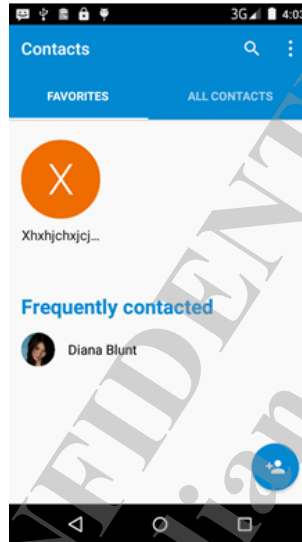 3G 4:03
Contacts
FAVORITES ALL CONTACTS
X
Xhxhjchxjcj...
Frequently contacted
Diana Blunt